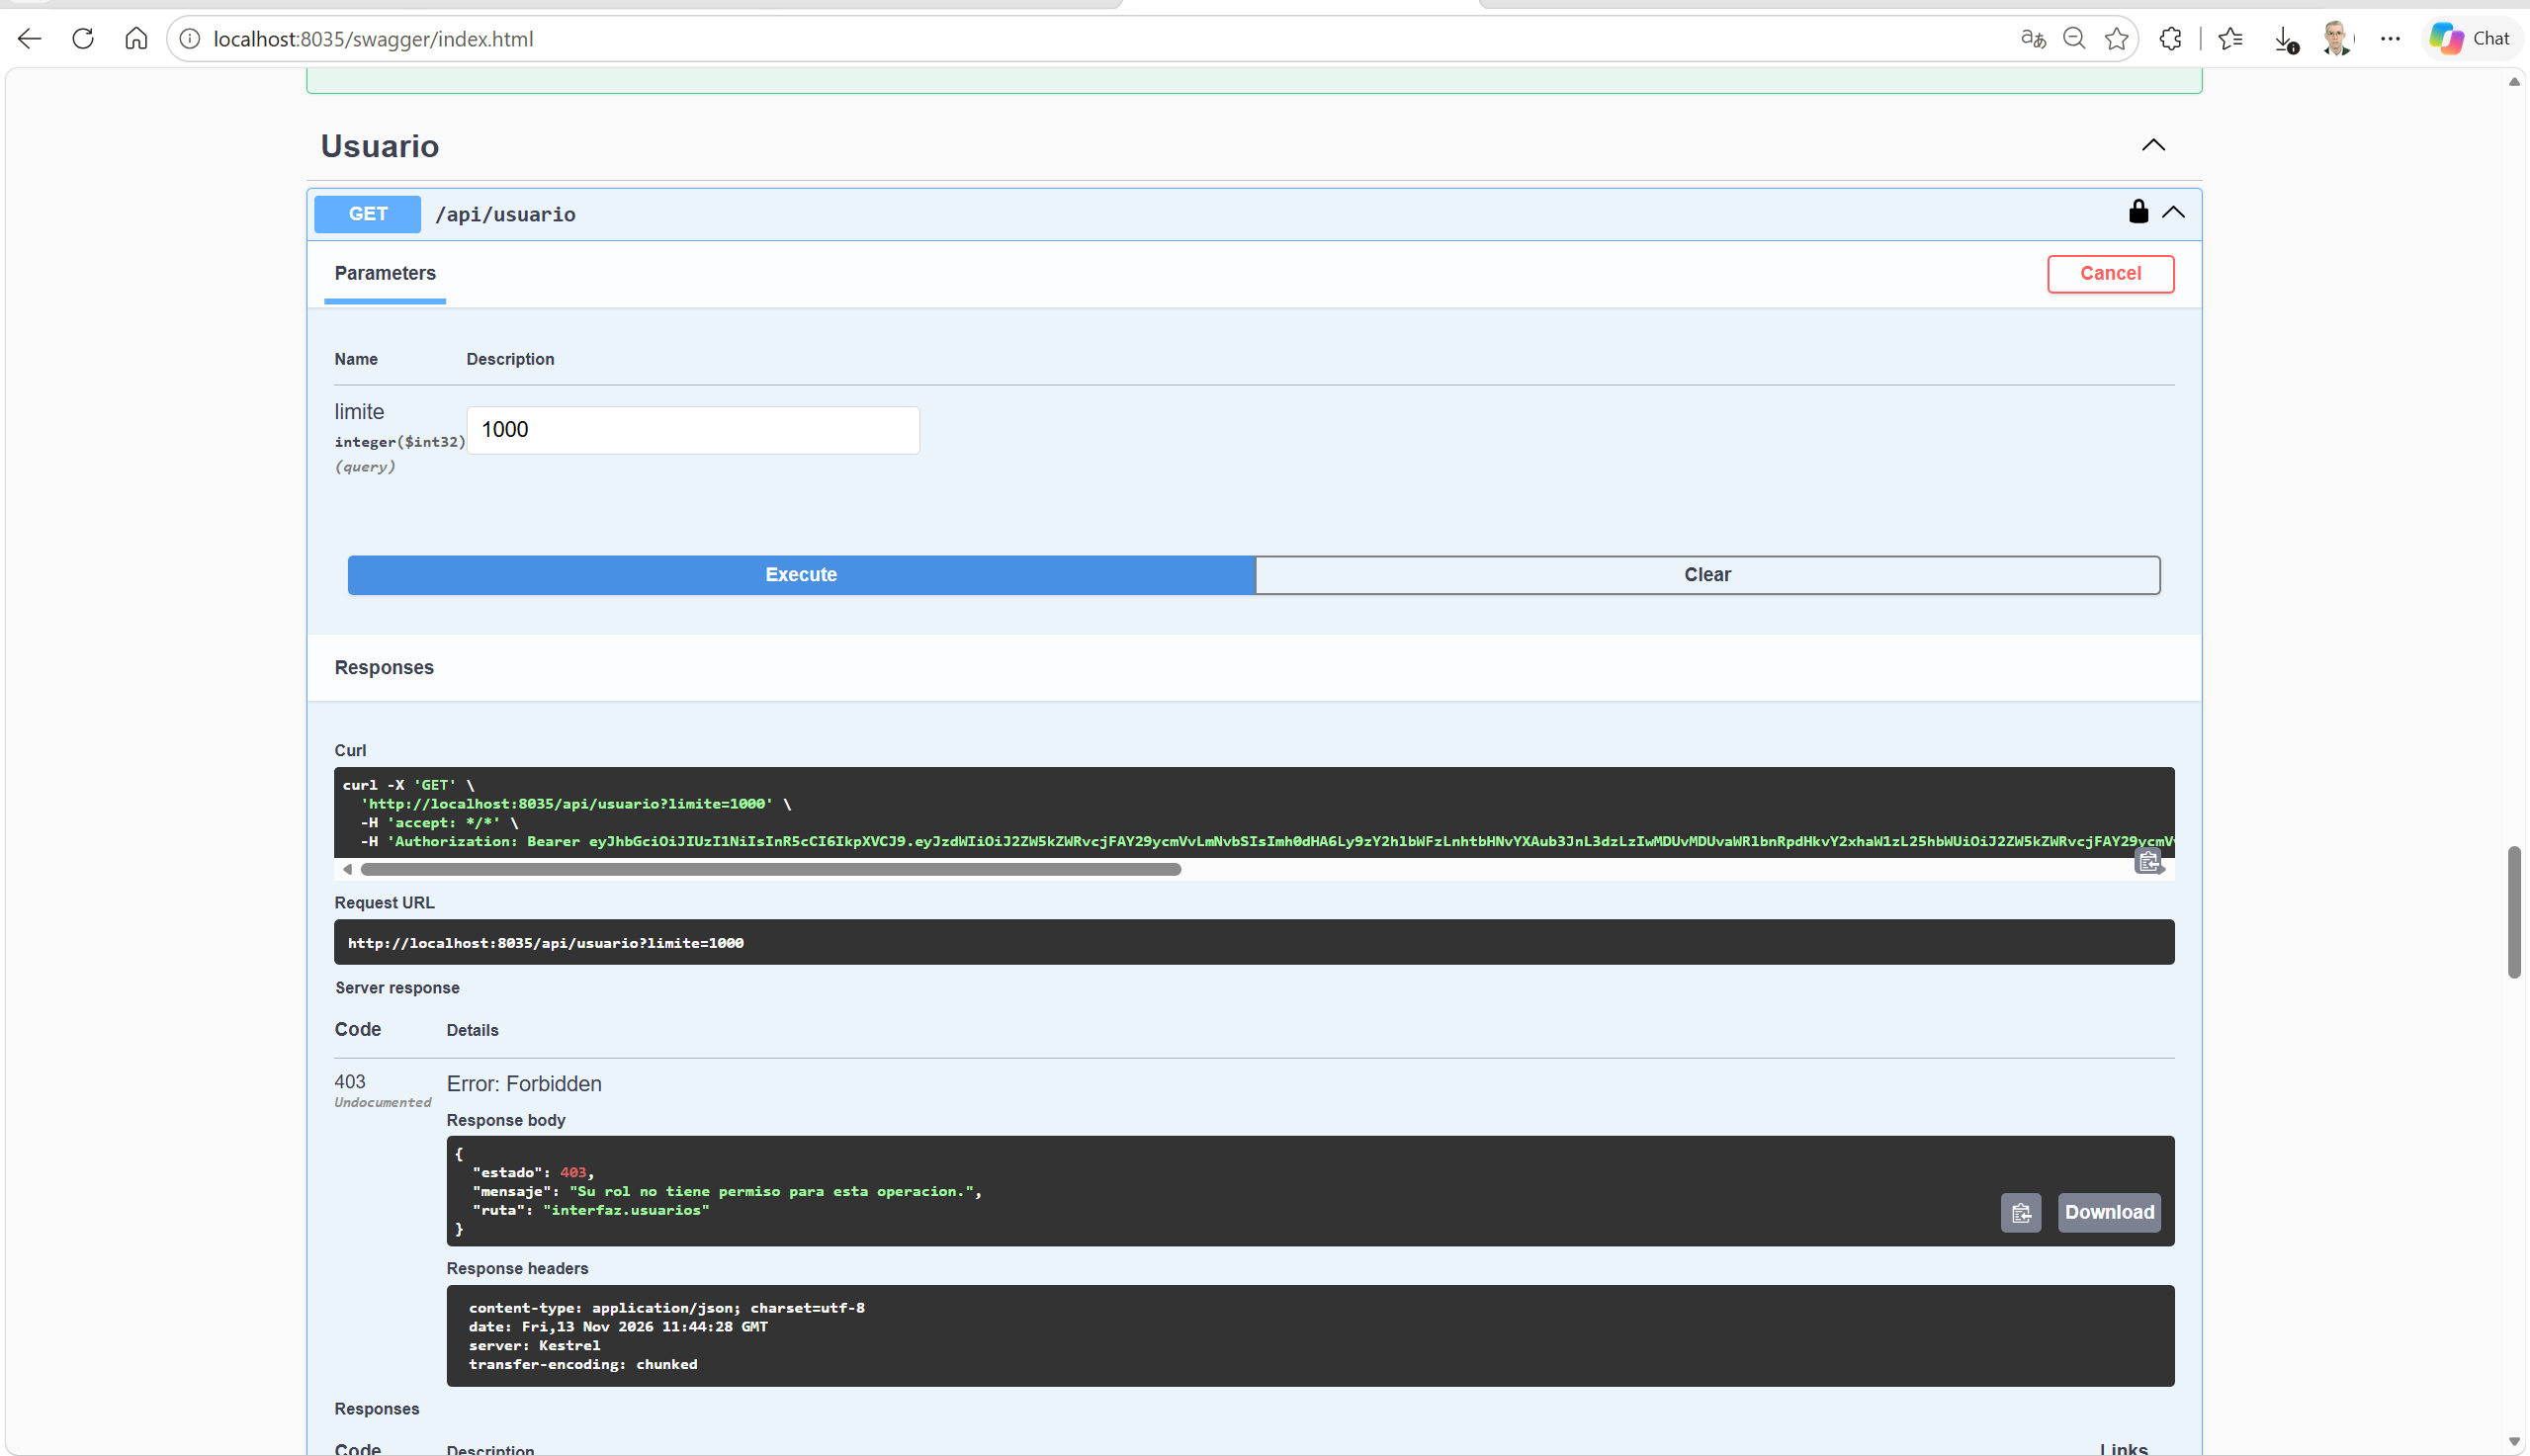 localhost:8035/swagger/index.html
Chat
Usuario
GET /api/usuario
Parameters
Cancel
Name Description
limite
integer($int32)
(query)
1000
Execute
Clear
Responses
Curl
curl -X 'GET' \
'http://localhost:8035/api/usuario?limite=1000' \
-H 'accept: */*' \
-H 'Authorization: Bearer eyJhbGciOiJIUzI1NiIsInR5cCI6IkpXVCJ9.eyJzdWIiOiJ2ZW5kZWRvcjFAY29ycmVvLmNvbSIsImh0dHA6Ly9zY2hlbWFzLnhtbHNvYXAub3JnL3dzLzIwMDUvMDUvaWRlbnRpdHkvY2xhaW1zL25hbWUiOiJ2ZW5kZWRvcjFAY29ycmV
Request URL
http://localhost:8035/api/usuario?limite=1000
Server response
Code Details
403
Undocumented
Error: Forbidden
Response body
{
"estado": 403,
"mensaje": "Su rol no tiene permiso para esta operacion.",
"ruta": "interfaz.usuarios"
}
Download
Response headers
content-type: application/json; charset=utf-8
date: Fri,13 Nov 2026 11:44:28 GMT
server: Kestrel
transfer-encoding: chunked
Responses
Code Description Links